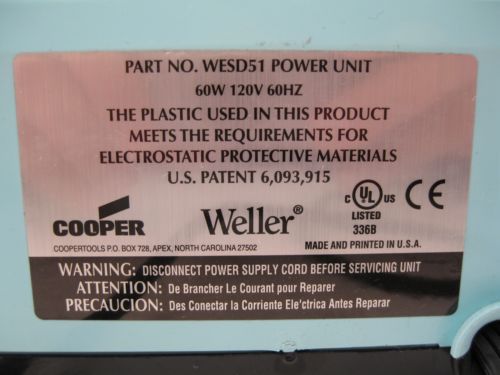 PART NO. WESD51 POWER UNIT
60W 120V 60HZ
THE PLASTIC USED IN THIS PRODUCT
MEETS THE REQUIREMENTS FOR
ELECTROSTATIC PROTECTIVE MATERIALS
U.S. PATENT 6,093,915
COOPER
Weller®
C UL® US
CE
LISTED
336B
COOPERTOOLS P.O. BOX 728, APEX, NORTH CAROLINA 27502
MADE AND PRINTED IN U.S.A.
WARNING: DISCONNECT POWER SUPPLY CORD BEFORE SERVICING UNIT
ATTENTION: De Brancher Le Courant pour Reparer
PRECAUCION: Des Conectar la Corriente Ele'ctrica Antes Reparar